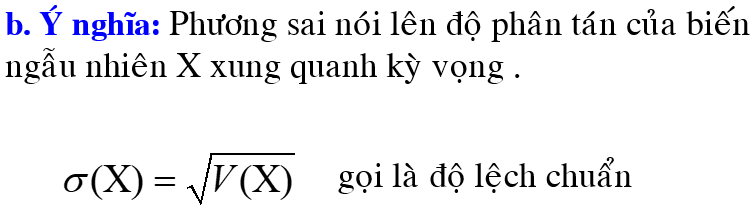 b. Ý nghĩa: Phương sai nói lên độ phân tán của biến
ngẫu nhiên X xung quanh kỳ vọng .
σ(X) = √V(X) gọi là độ lệch chuẩn